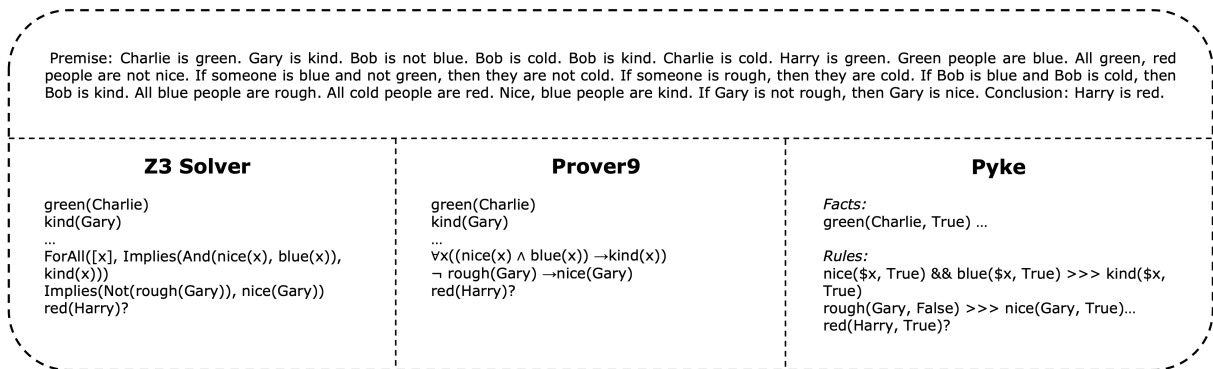 Premise: Charlie is green. Gary is kind. Bob is not blue. Bob is cold. Bob is kind. Charlie is cold. Harry is green. Green people are blue. All green, red
people are not nice. If someone is blue and not green, then they are not cold. If someone is rough, then they are cold. If Bob is blue and Bob is cold, then
Bob is kind. All blue people are rough. All cold people are red. Nice, blue people are kind. If Gary is not rough, then Gary is nice. Conclusion: Harry is red.
Z3 Solver
green(Charlie)
kind(Gary)
...
ForAll([x], Implies(And(nice(x), blue(x)),
kind(x)))
Implies(Not(rough(Gary)), nice(Gary))
red(Harry)?
Prover9
green(Charlie)
kind(Gary)
...
∀x((nice(x) ∧ blue(x)) →kind(x))
¬ rough(Gary) →nice(Gary)
red(Harry)?
Pyke
Facts:
green(Charlie, True) ...
Rules:
nice($x, True) && blue($x, True) >>> kind($x,
True)
rough(Gary, False) >>> nice(Gary, True)...
red(Harry, True)?